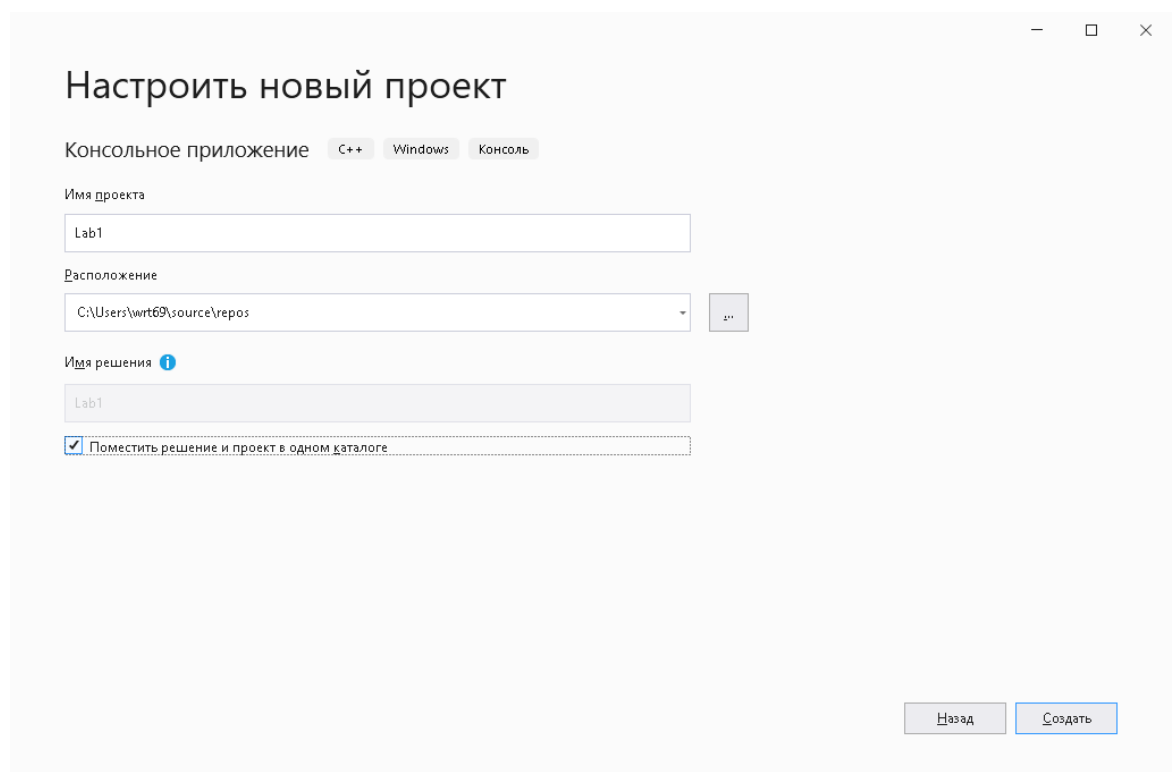 Настроить новый проект
Консольное приложение C++ Windows Консоль
Имя проекта
Lab1
Расположение
C:\Users\wrt69\source\repos
...
Имя решения
Lab1
Поместить решение и проект в одном каталоге
Назад Создать